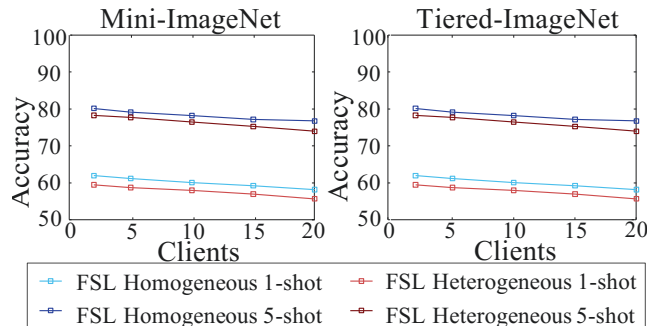 Mini-ImageNet
Tiered-ImageNet
Accuracy
100
90
80
70
60
50
0
5
10
15
20
Clients
Accuracy
100
90
80
70
60
50
0
5
10
15
20
Clients
FSL Homogeneous 1-shot
FSL Heterogeneous 1-shot
FSL Homogeneous 5-shot
FSL Heterogeneous 5-shot